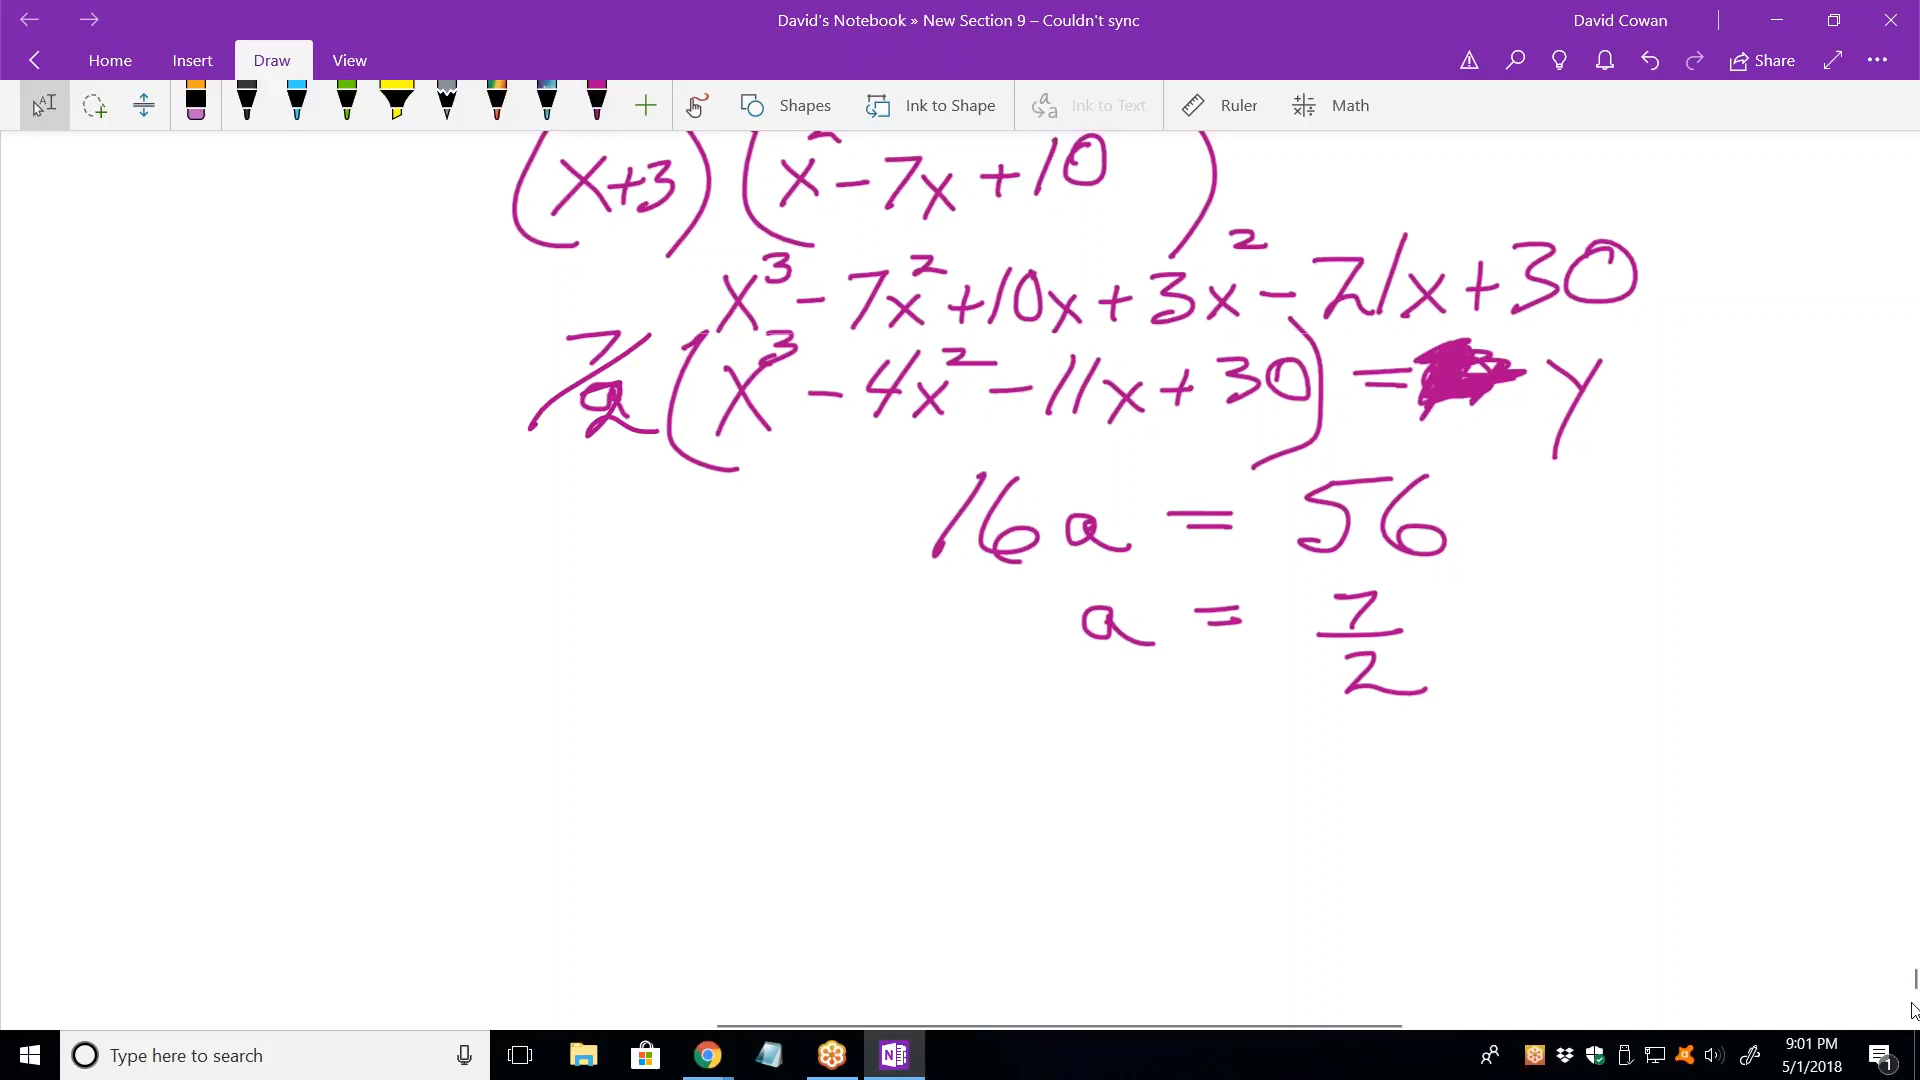 David's Notebook » New Section 9 – Couldn't sync
David Cowan
Home Insert Draw View
Share
Shapes Ink to Shape Ink to Text Ruler Math
(x+3)(x² - 7x + 10)
x³ - 7x² + 10x + 3x² - 21x + 30
7/2 (x³ - 4x² - 11x + 30) = y
16a = 56
a = 7/2
Type here to search
9:01 PM
5/1/2018
1